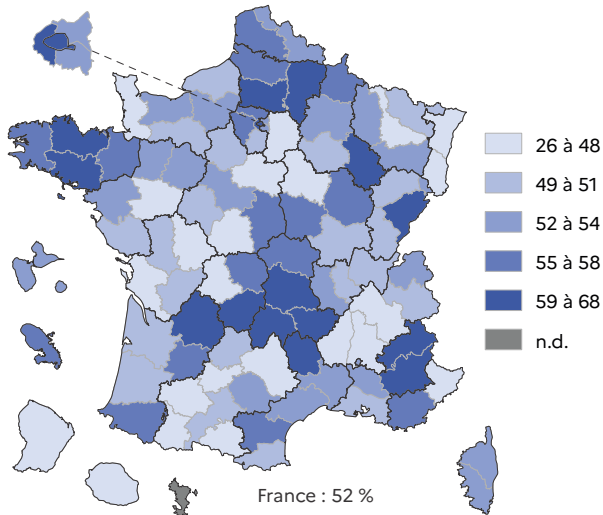 26 à 48
49 à 51
52 à 54
55 à 58
59 à 68
n.d.
France : 52 %